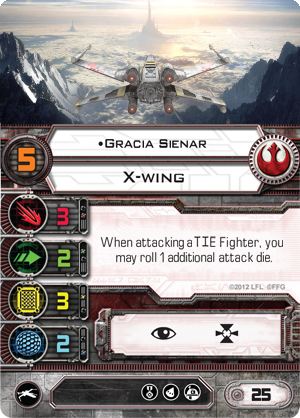 •Gracia Sienar
5
X-wing
3
When attacking a TIE Fighter, you
may roll 1 additional attack die.
2
©2012 LFL ©FFG
3
2
25